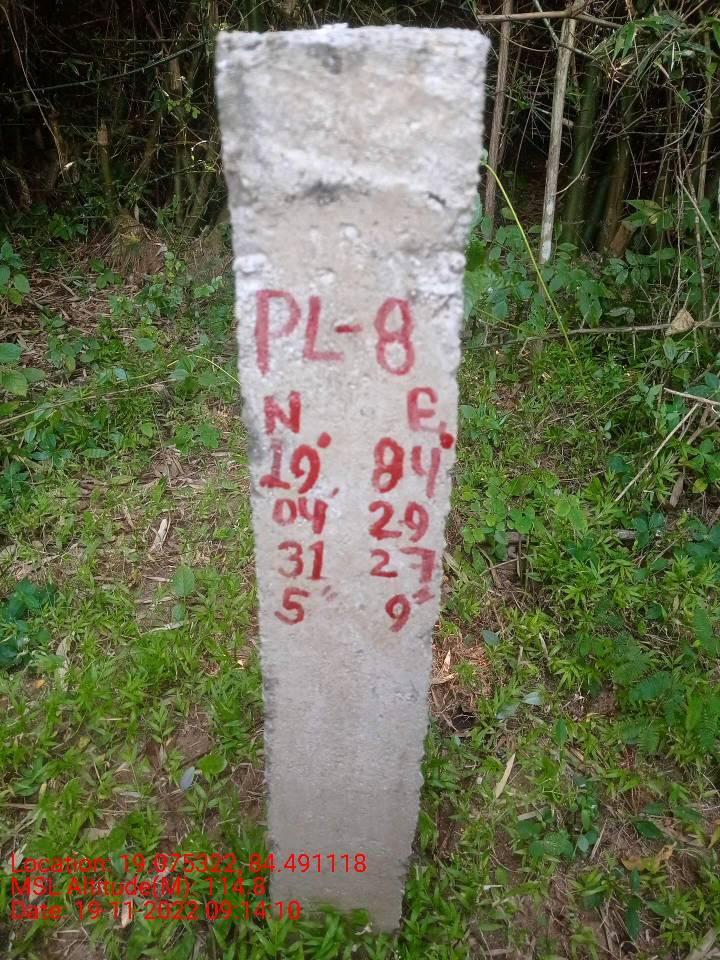 PL-8
N E
19° 84°
04' 29
31 27
5" 9"
Location: 19.075322, 84.491118
MSL Altitude(M): 114.8
Date: 19-11-2022 09:14:10